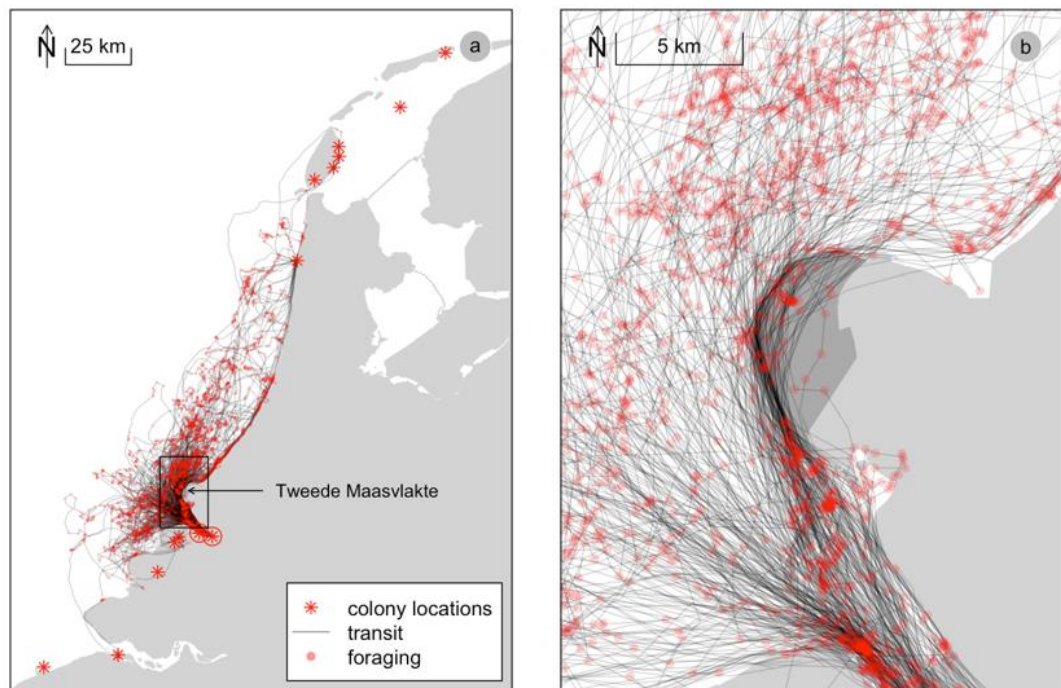 N 25 km a
Tweede Maasvlakte
colony locations
transit
foraging
N 5 km b